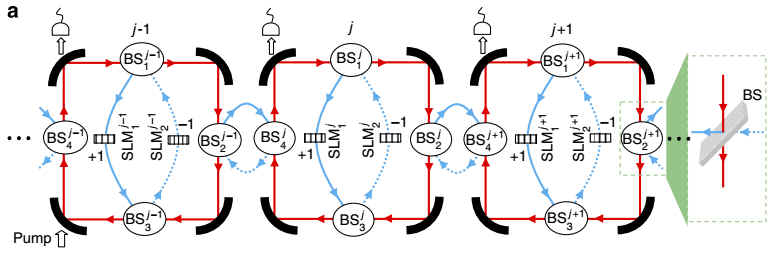 a
j-1 j j+1
BS₁ʲ⁻¹ BS₁ʲ BS₁ʲ⁺¹
BS
BS₄ʲ⁻¹ +1 SLM₁ʲ⁻¹ SLM₂ʲ⁻¹ −1 BS₂ʲ⁻¹ BS₄ʲ +1 SLM₁ʲ SLM₂ʲ −1 BS₂ʲ BS₄ʲ⁺¹ +1 SLM₁ʲ⁺¹ SLM₂ʲ⁺¹ −1 BS₂ʲ⁺¹
BS₃ʲ⁻¹ BS₃ʲ BS₃ʲ⁺¹
Pump